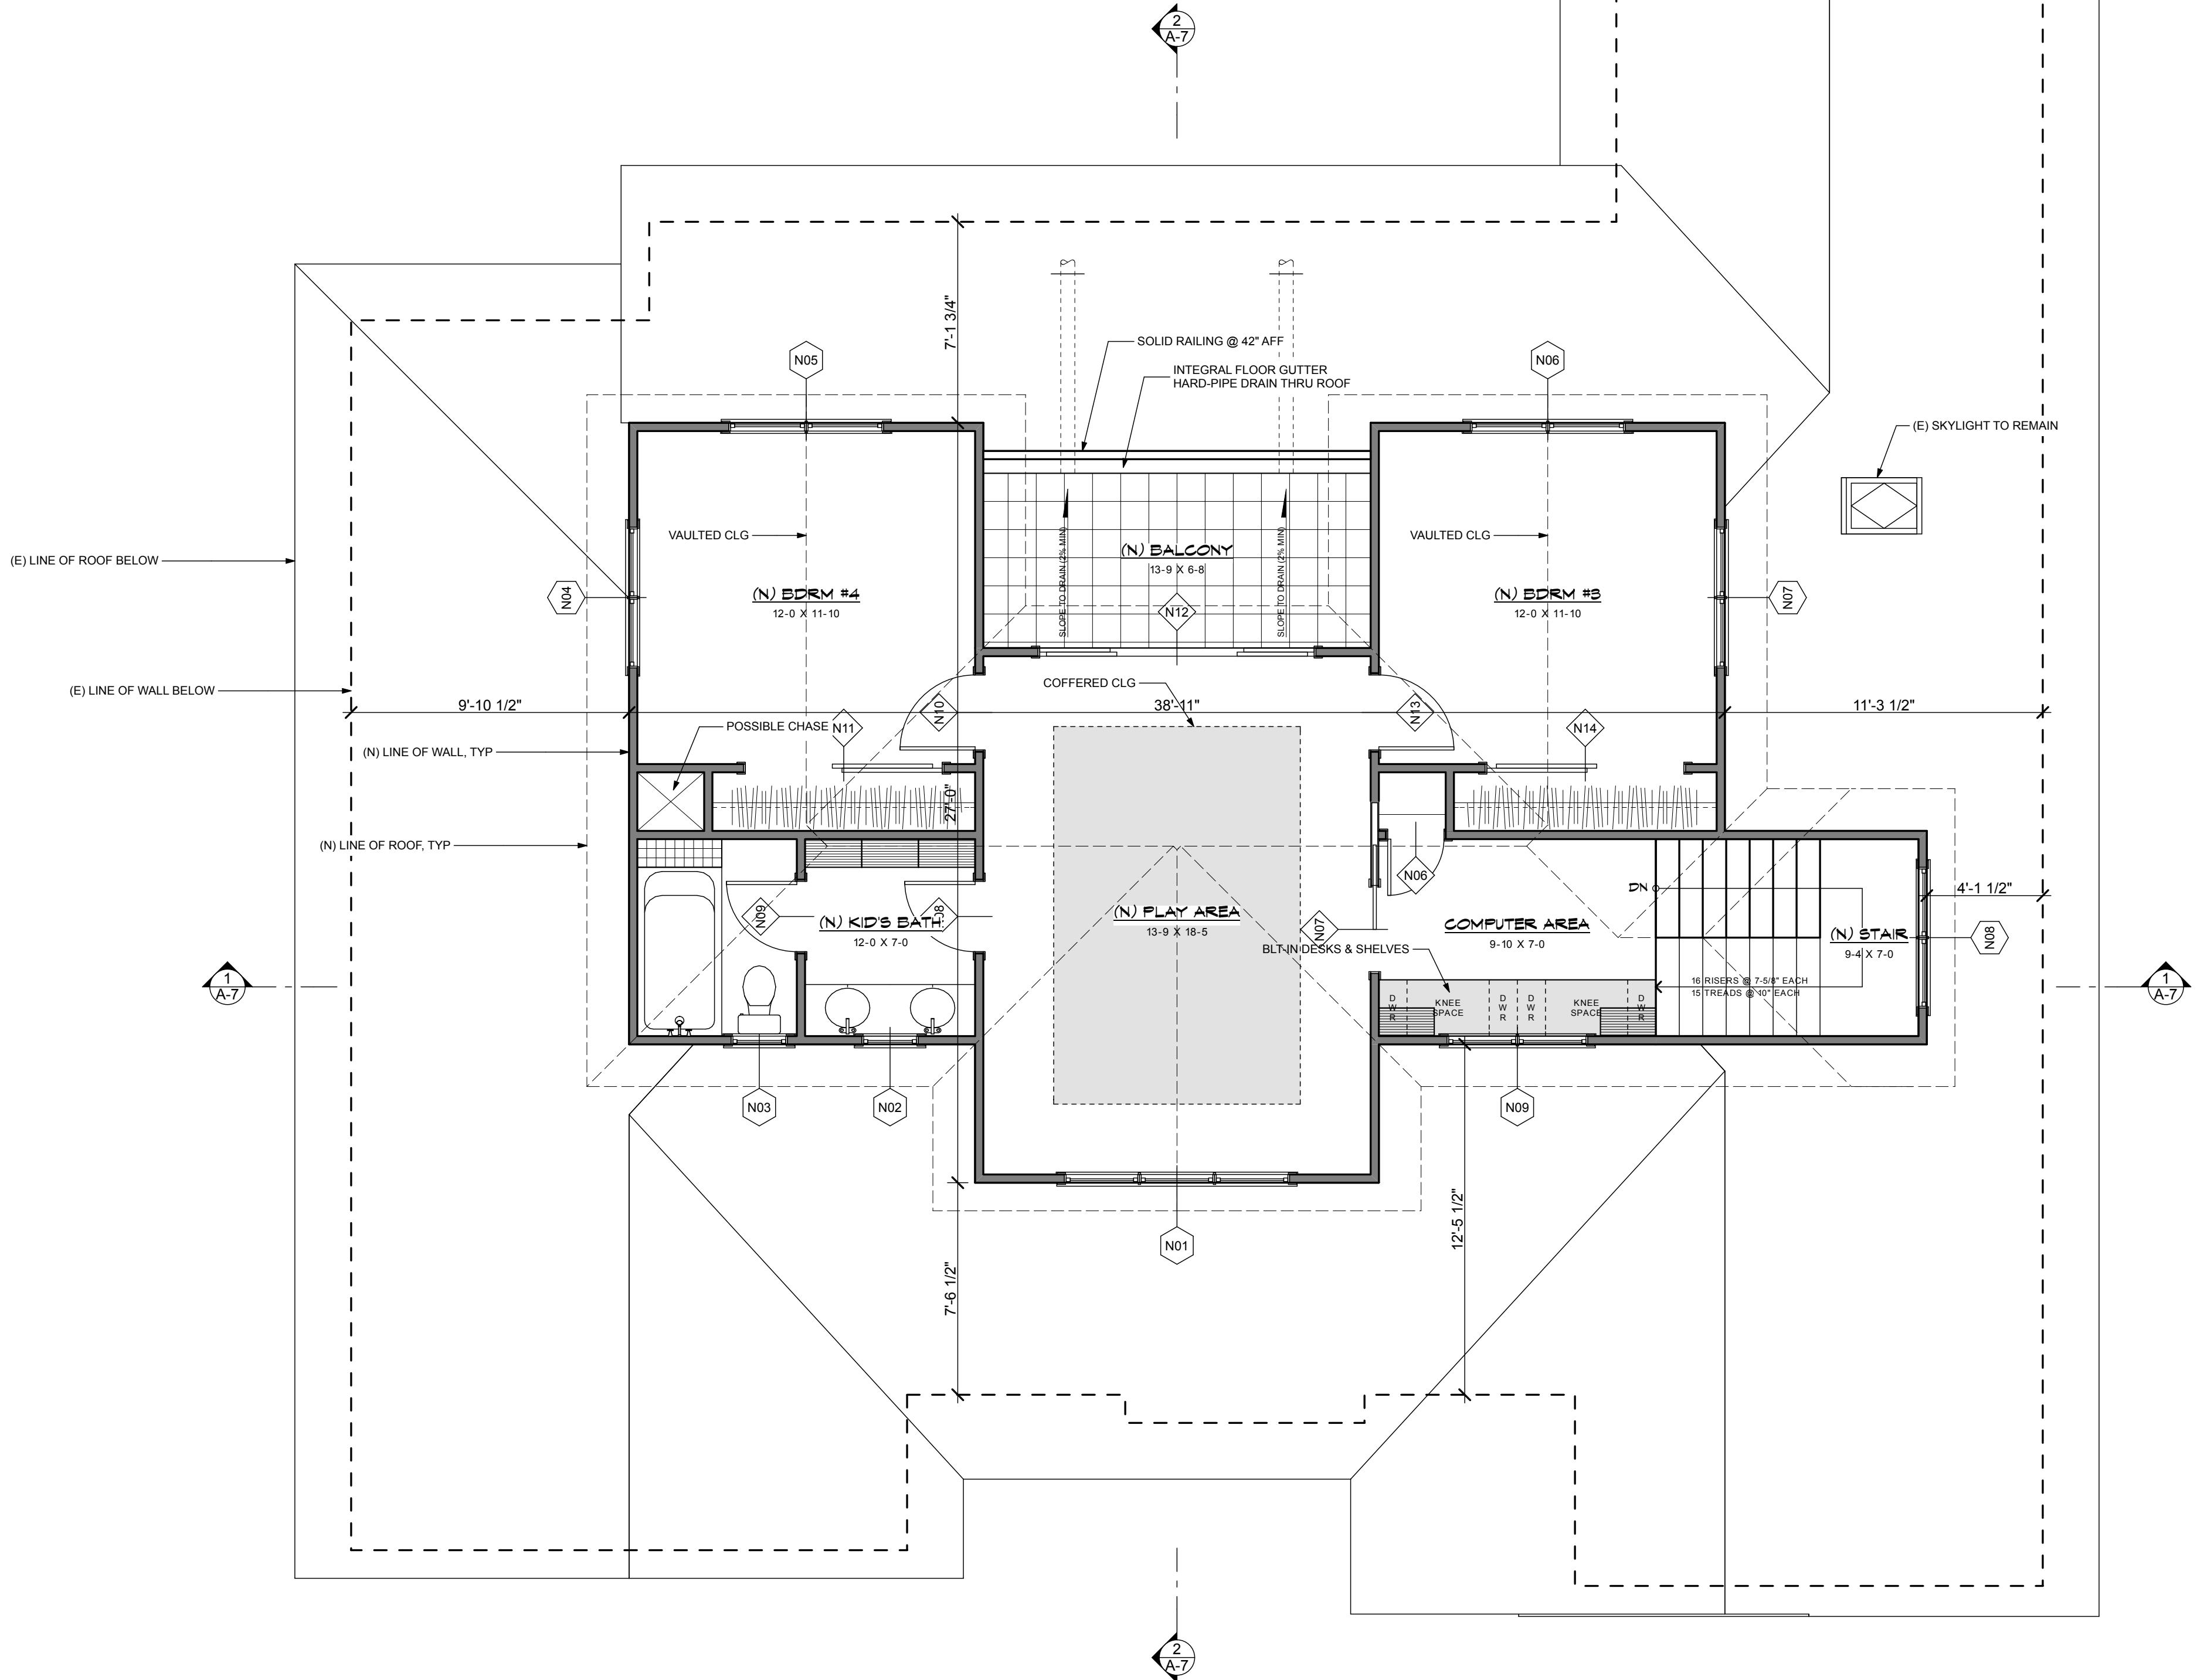 2
A-7
7'-1 3/4"
SOLID RAILING @ 42" AFF
INTEGRAL FLOOR GUTTER
HARD-PIPE DRAIN THRU ROOF
N05
N06
(E) SKYLIGHT TO REMAIN
VAULTED CLG
VAULTED CLG
SLOPE TO DRAIN (2% MIN)
SLOPE TO DRAIN (2% MIN)
(N) BALCONY
13-9 X 6-8
(E) LINE OF ROOF BELOW
N04
(N) BDRM #4
12-0 X 11-10
N12
(N) BDRM #3
12-0 X 11-10
N07
(E) LINE OF WALL BELOW
COFFERED CLG
9'-10 1/2"
38'-11"
11'-3 1/2"
N10
N13
POSSIBLE CHASE
N11
N14
(N) LINE OF WALL, TYP
27'-0"
(N) LINE OF ROOF, TYP
N06
DN
4'-1 1/2"
N09
(N) KID'S BATH
12-0 X 7-0
N08
(N) PLAY AREA
13-9 X 18-5
N07
COMPUTER AREA
9-10 X 7-0
BLT-IN DESKS & SHELVES
(N) STAIR
9-4 X 7-0
N08
1
A-7
16 RISERS @ 7-5/8" EACH
15 TREADS @ 10" EACH
1
A-7
DWR
KNEE
SPACE
DWR
DWR
KNEE
SPACE
DWR
N03
N02
N09
N01
12'-5 1/2"
7'-6 1/2"
2
A-7